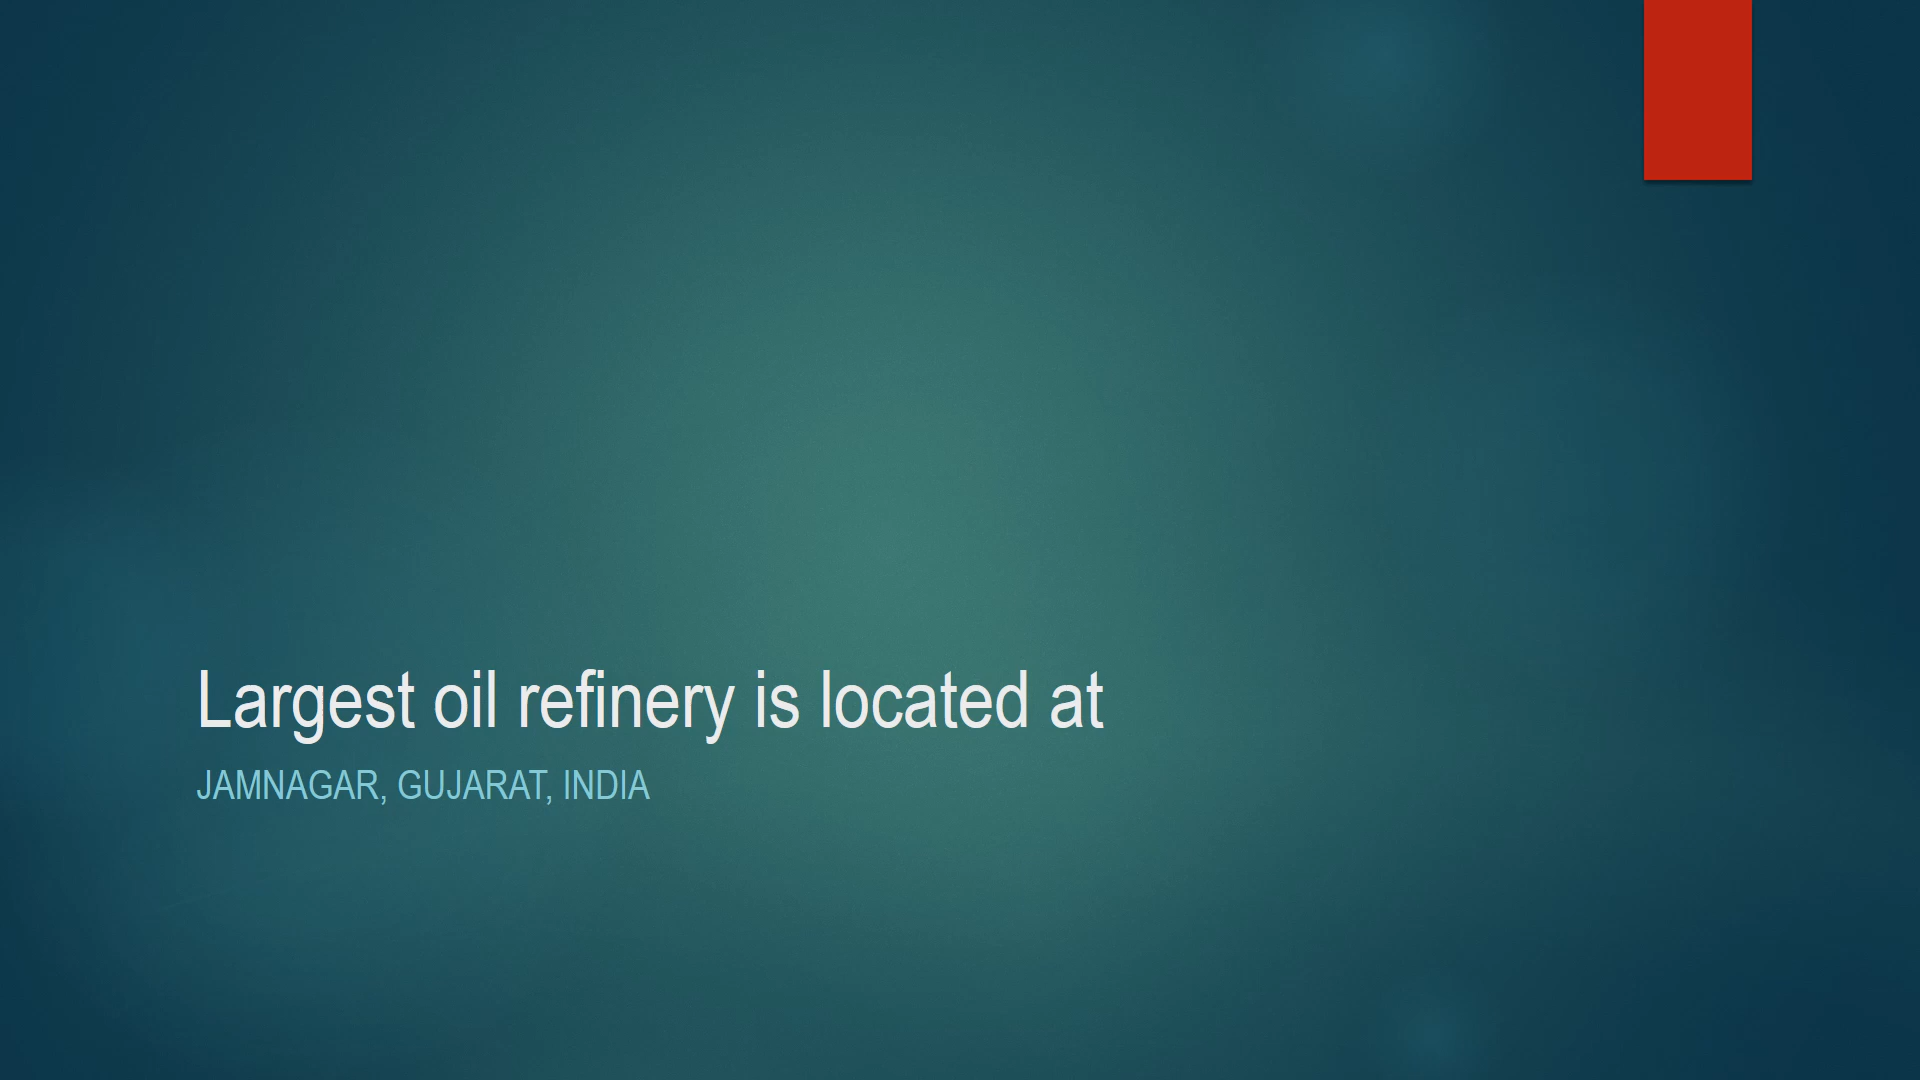 Largest oil refinery is located at
JAMNAGAR, GUJARAT, INDIA